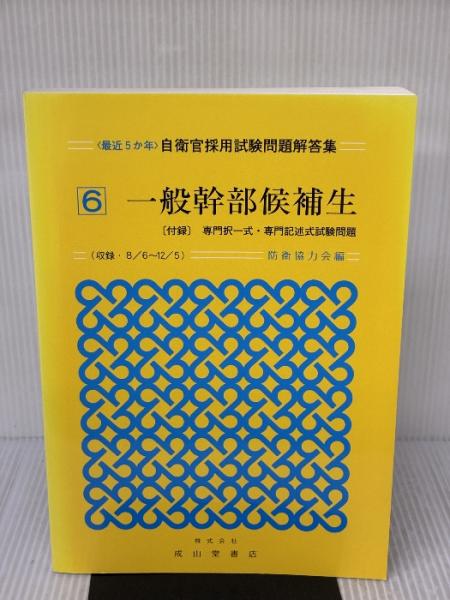 〈最近5か年〉自衛官採用試験問題解答集
6 一般幹部候補生
〔付録〕 専門択一式・専門記述式試験問題
(収録・8/6〜12/5) 防衛協力会編
株式会社
成山堂書店